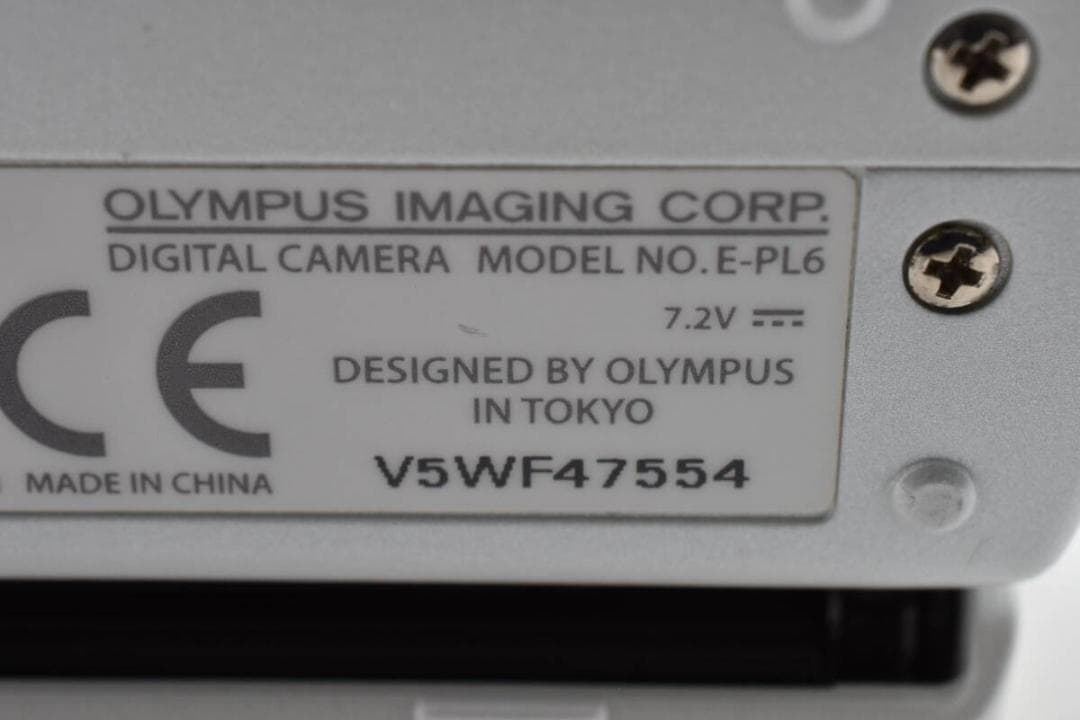 OLYMPUS IMAGING CORP.
DIGITAL CAMERA MODEL NO. E-PL6
7.2V
CE
DESIGNED BY OLYMPUS
IN TOKYO
MADE IN CHINA
V5WF47554